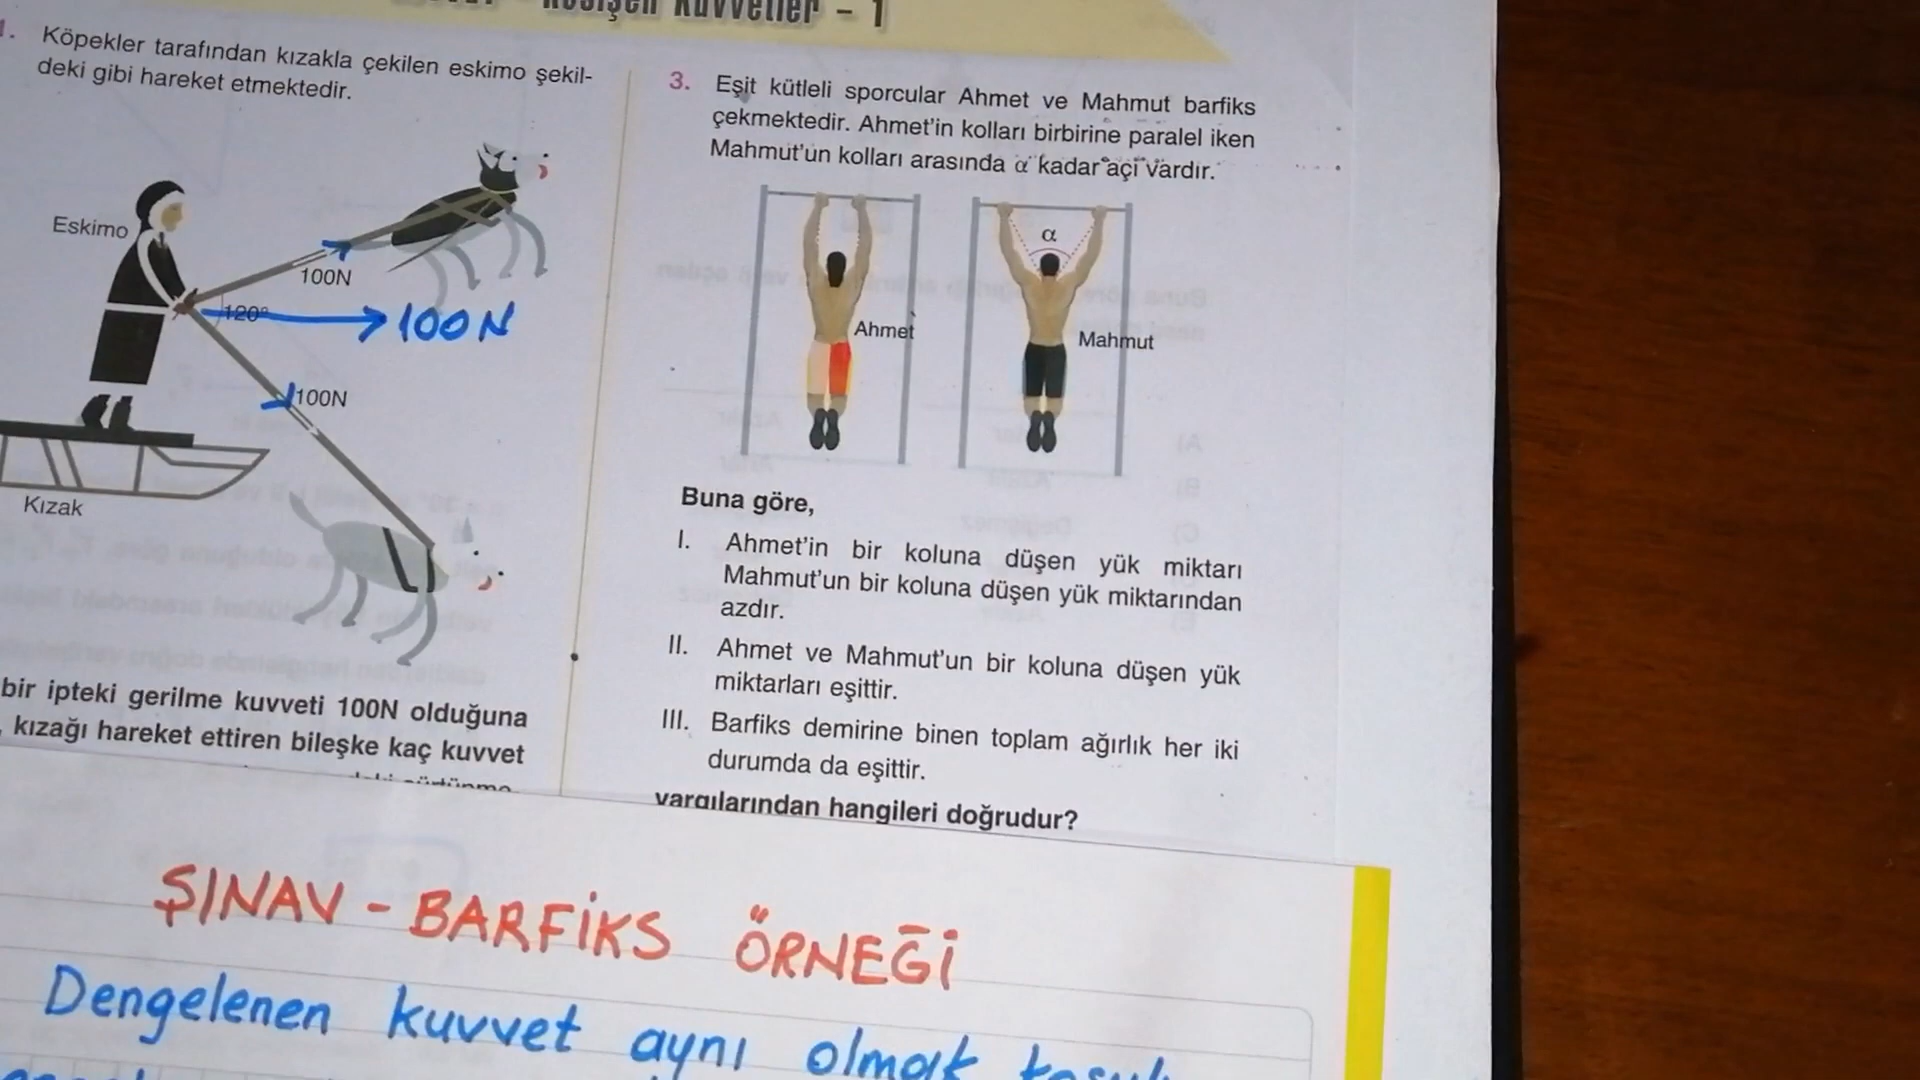 Kuvvetler - 1
1. Köpekler tarafından kızakla çekilen eskimo şekil-
deki gibi hareket etmektedir.
Eskimo
100N
120°
100N
100N
Kızak
bir ipteki gerilme kuvveti 100N olduğuna
kızağı hareket ettiren bileşke kaç kuvvet
3. Eşit kütleli sporcular Ahmet ve Mahmut barfiks
çekmektedir. Ahmet'in kolları birbirine paralel iken
Mahmut'un kolları arasında α kadar açı vardır.
α
Ahmet
Mahmut
Buna göre,
I. Ahmet'in bir koluna düşen yük miktarı
Mahmut'un bir koluna düşen yük miktarından
azdır.
II. Ahmet ve Mahmut'un bir koluna düşen yük
miktarları eşittir.
III. Barfiks demirine binen toplam ağırlık her iki
durumda da eşittir.
yargılarından hangileri doğrudur?
ŞINAV - BARFİKS ÖRNEĞİ
Dengelenen kuvvet aynı olmak